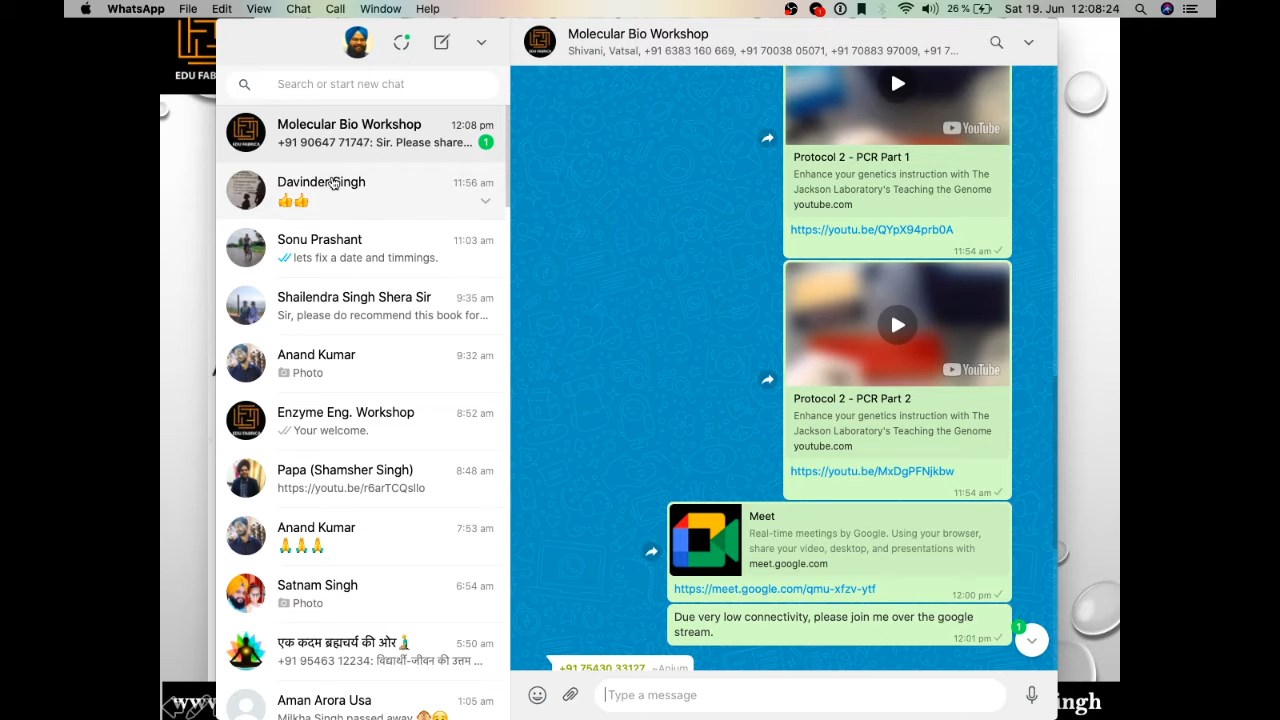 WhatsApp File Edit View Chat Call Window Help
26 % Sat 19. Jun 12:08:24
EDU FAB
Search or start new chat
Molecular Bio Workshop 12:08 pm
+91 90647 71747: Sir. Please share… 1
Davinder Singh 11:56 am
👍👍
Sonu Prashant 11:03 am
lets fix a date and timmings.
Shailendra Singh Shera Sir 9:35 am
Sir, please do recommend this book for…
Anand Kumar 9:32 am
Photo
Enzyme Eng. Workshop 8:52 am
Your welcome.
Papa (Shamsher Singh) 8:48 am
https://youtu.be/r6arTCQsllo
Anand Kumar 7:53 am
🙏🙏🙏
Satnam Singh 6:54 am
Photo
एक कदम ब्रह्मचर्य की ओर 5:50 am
+91 95463 12234: विद्यार्थी-जीवन की उत्तम …
Aman Arora Usa 1:05 am
Milkha Singh passed away
Molecular Bio Workshop
Shivani, Vatsal, +91 6383 160 669, +91 70038 05071, +91 70883 97009, +91 7…
YouTube
Protocol 2 - PCR Part 1
Enhance your genetics instruction with The
Jackson Laboratory's Teaching the Genome
youtube.com
https://youtu.be/QYpX94prb0A
11:54 am
YouTube
Protocol 2 - PCR Part 2
Enhance your genetics instruction with The
Jackson Laboratory's Teaching the Genome
youtube.com
https://youtu.be/MxDgPFNjkbw
11:54 am
Meet
Real-time meetings by Google. Using your browser,
share your video, desktop, and presentations with
meet.google.com
https://meet.google.com/qmu-xfzv-ytf
12:00 pm
Due very low connectivity, please join me over the google
stream.
12:01 pm
1
+91 75430 33127 ~Anjum
Type a message
ww
ingh